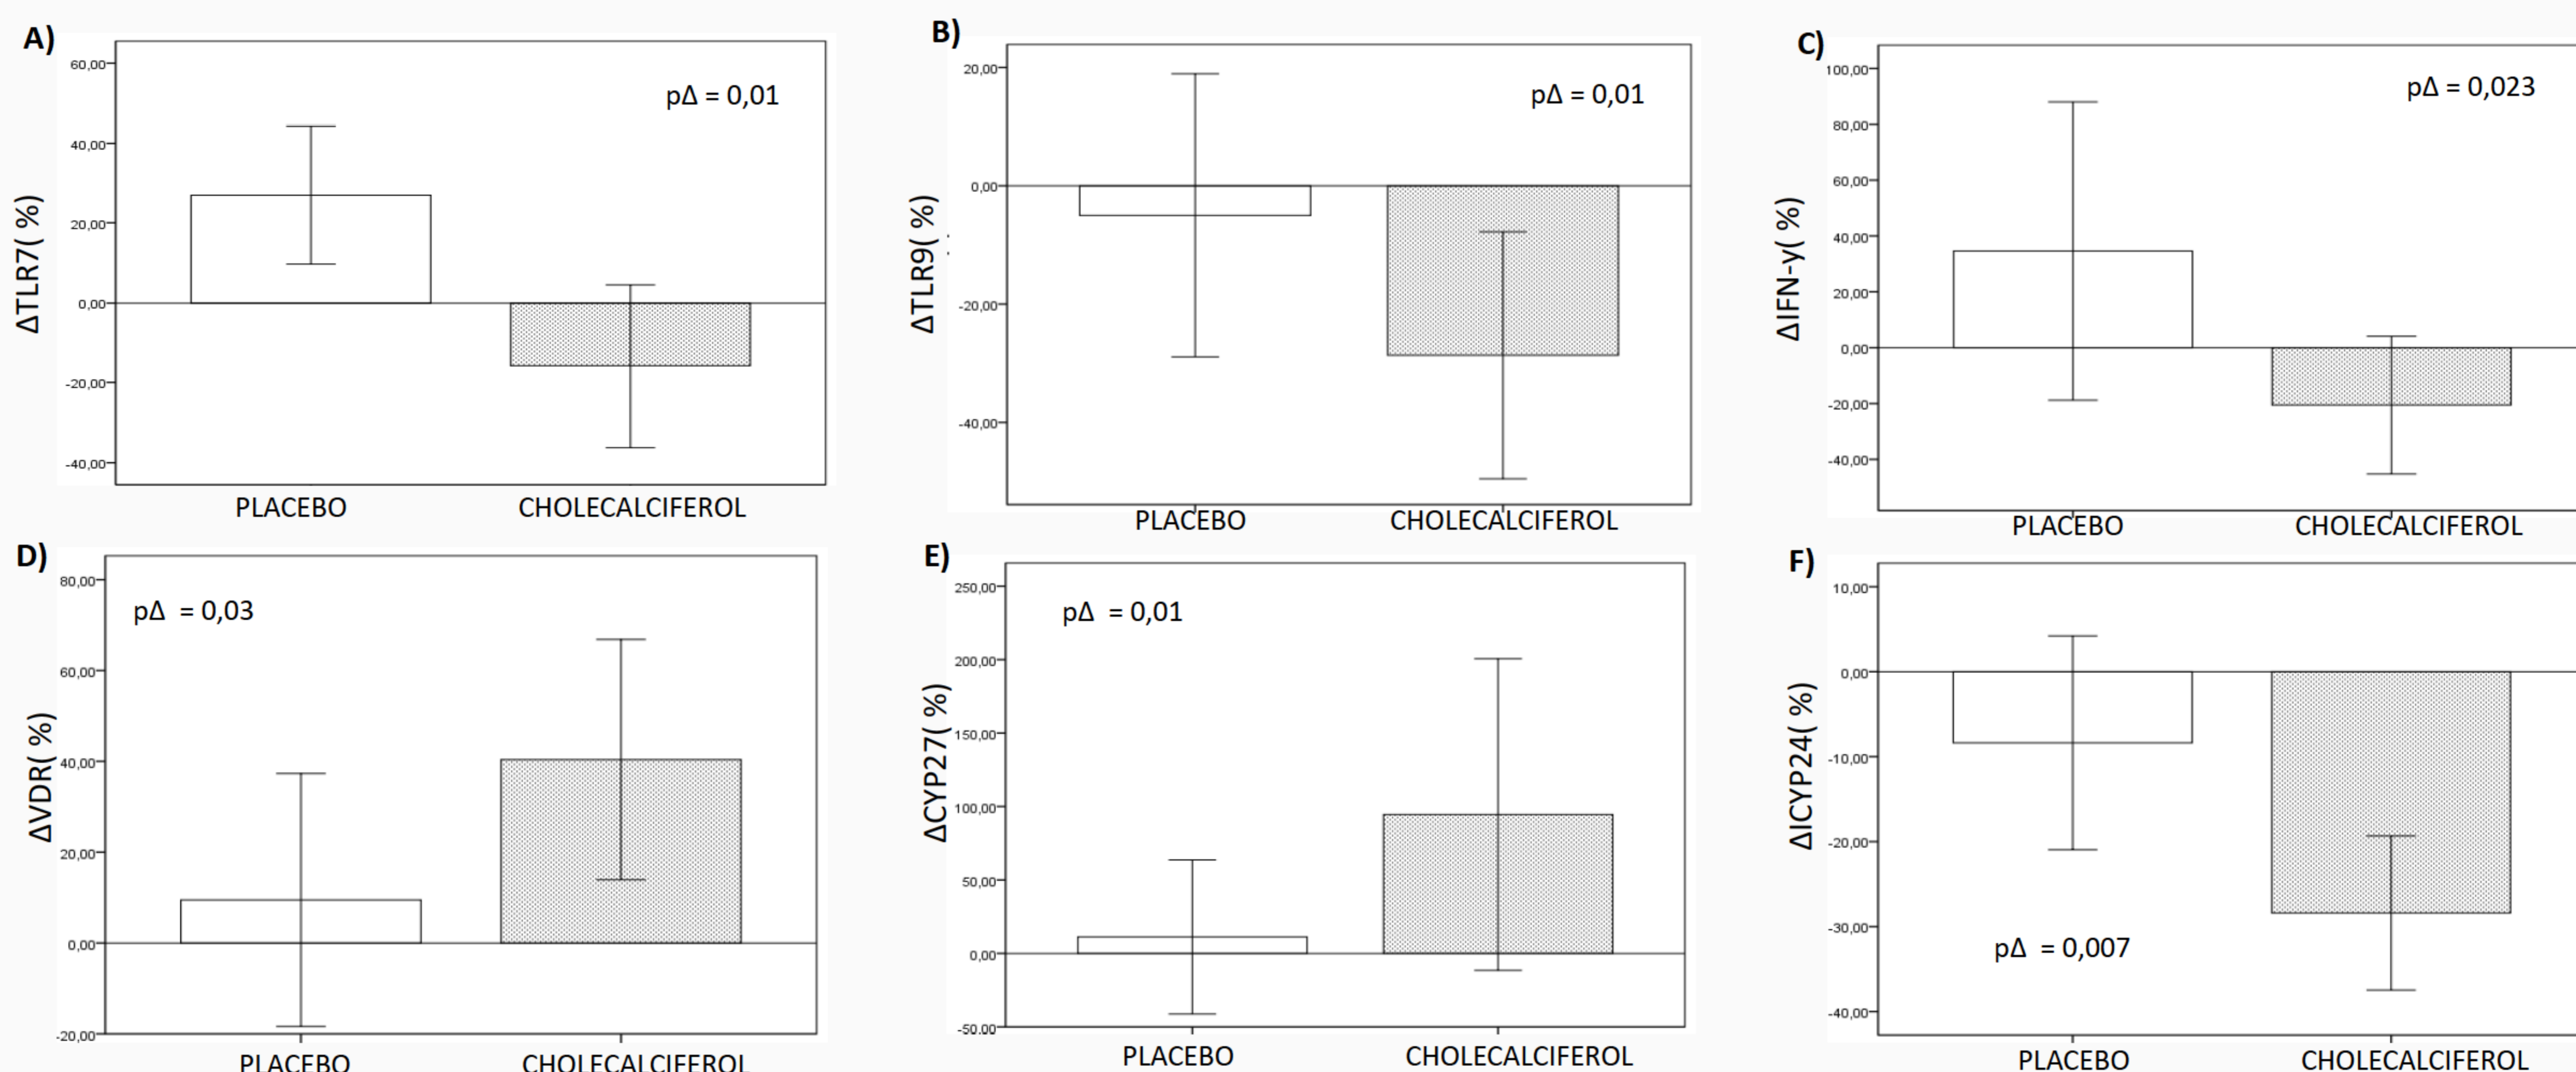 A)
ΔTLR7( %)
60,00
40,00
20,00
0,00
-20,00
-40,00
pΔ = 0,01
PLACEBO CHOLECALCIFEROL
B)
ΔTLR9( %)
20,00
0,00
-20,00
-40,00
pΔ = 0,01
PLACEBO CHOLECALCIFEROL
C)
ΔIFN-y( %)
100,00
80,00
60,00
40,00
20,00
0,00
-20,00
-40,00
pΔ = 0,023
PLACEBO CHOLECALCIFEROL
D)
ΔVDR( %)
80,00
60,00
40,00
20,00
0,00
-20,00
pΔ = 0,03
PLACEBO CHOLECALCIFEROL
E)
ΔCYP27( %)
250,00
200,00
150,00
100,00
50,00
0,00
-50,00
pΔ = 0,01
PLACEBO CHOLECALCIFEROL
F)
ΔICYP24( %)
10,00
0,00
-10,00
-20,00
-30,00
-40,00
pΔ = 0,007
PLACEBO CHOLECALCIFEROL